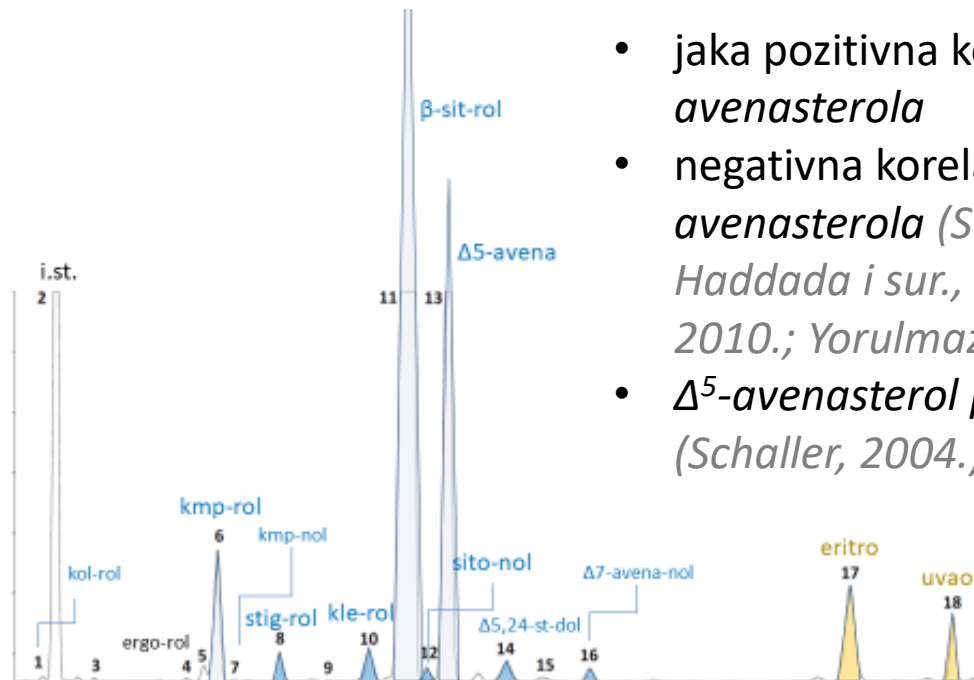 • jaka pozitivna k
avenasterola
• negativna korel
avenasterola (S
Haddada i sur.,
2010.; Yorulma
• Δ⁵-avenasterol
(Schaller, 2004.
β-sit-rol
Δ5-avena
i.st.
2
11
13
kmp-rol
6
kmp-nol
kol-rol
ergo-rol
stig-rol
kle-rol
sito-nol
Δ7-avena-nol
Δ5,24-st-dol
eritro
17
uvao
18
1
3
4
5
7
8
9
10
12
14
15
16